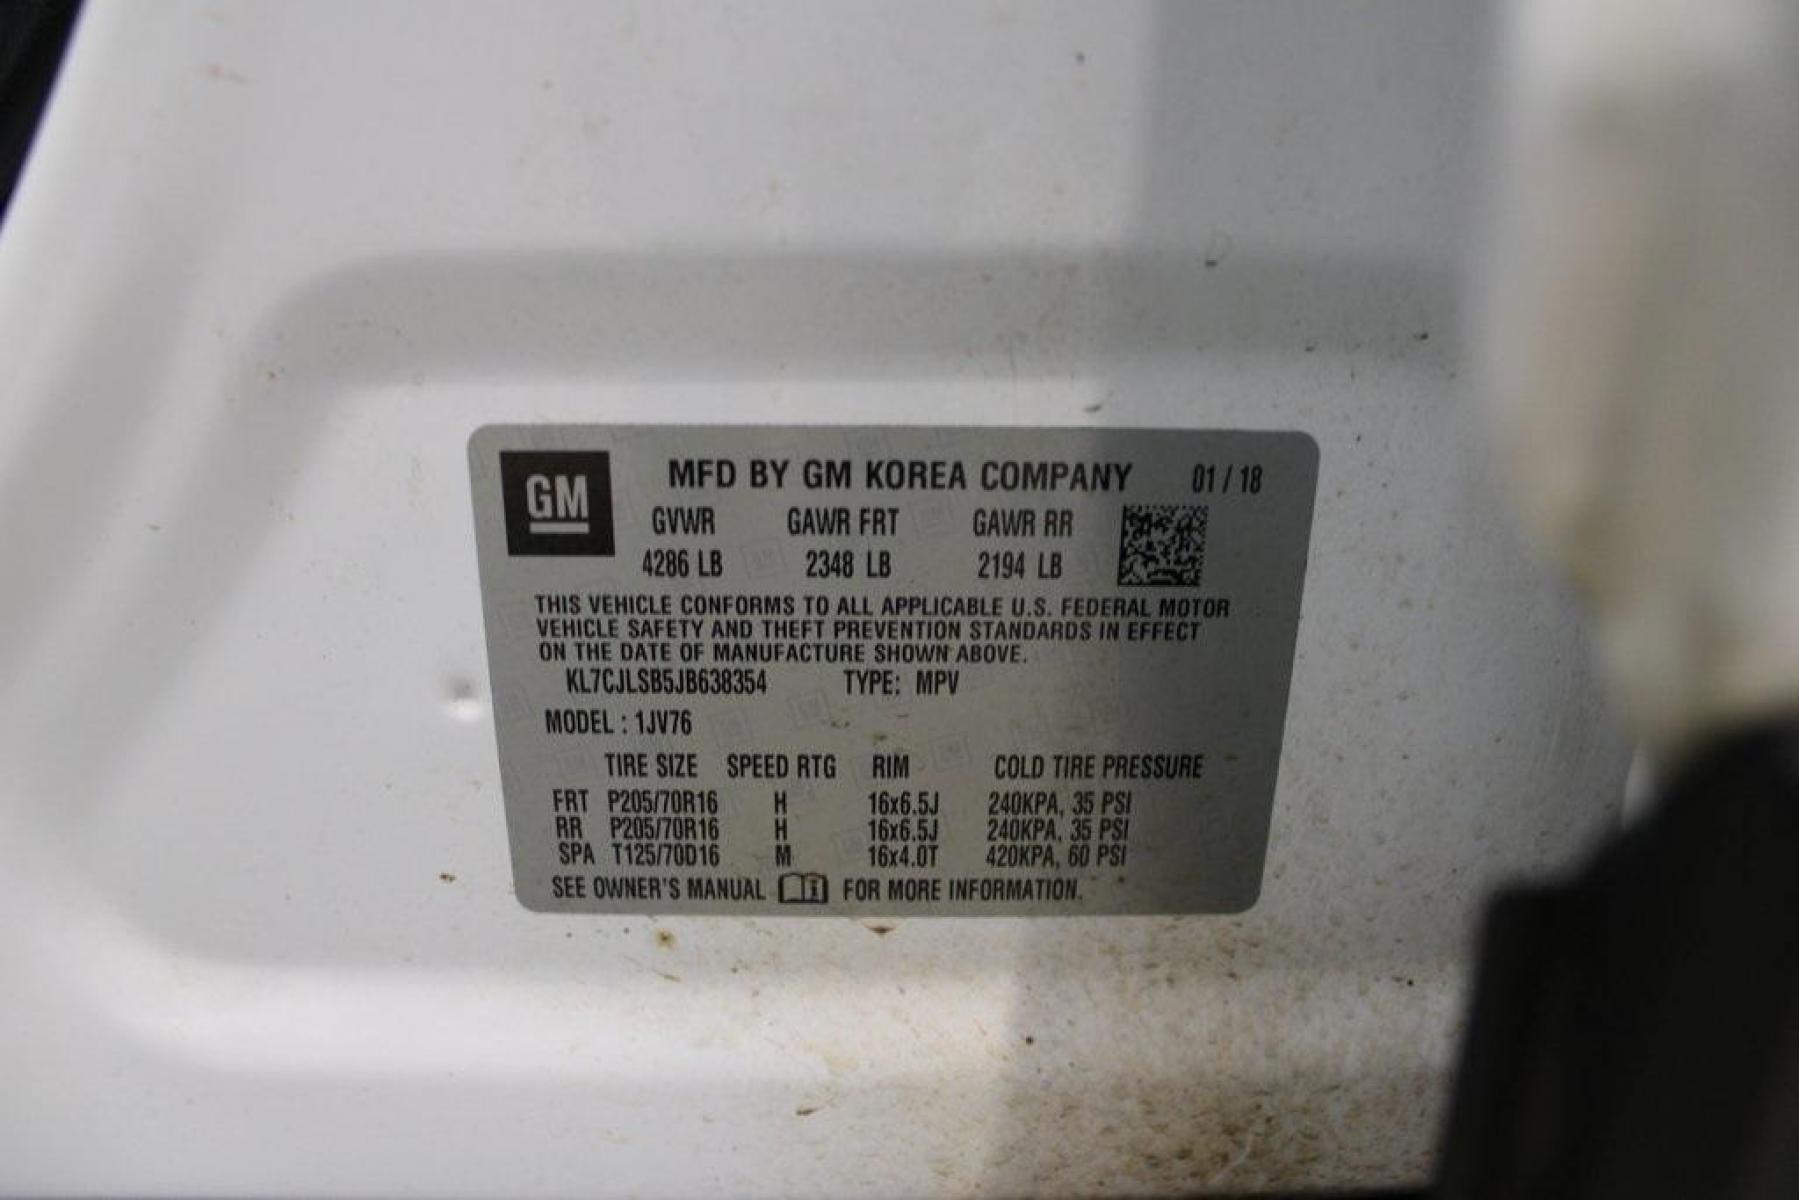 GM
MFD BY GM KOREA COMPANY 01 / 18
GVWR GAWR FRT GAWR RR
4286 LB 2348 LB 2194 LB
THIS VEHICLE CONFORMS TO ALL APPLICABLE U.S. FEDERAL MOTOR
VEHICLE SAFETY AND THEFT PREVENTION STANDARDS IN EFFECT
ON THE DATE OF MANUFACTURE SHOWN ABOVE.
KL7CJLSB5JB638354 TYPE: MPV
MODEL : 1JV76
TIRE SIZE SPEED RTG RIM COLD TIRE PRESSURE
FRT P205/70R16 H 16x6.5J 240KPA, 35 PSI
RR P205/70R16 H 16x6.5J 240KPA, 35 PSI
SPA T125/70D16 M 16x4.0T 420KPA, 60 PSI
SEE OWNER'S MANUAL FOR MORE INFORMATION.